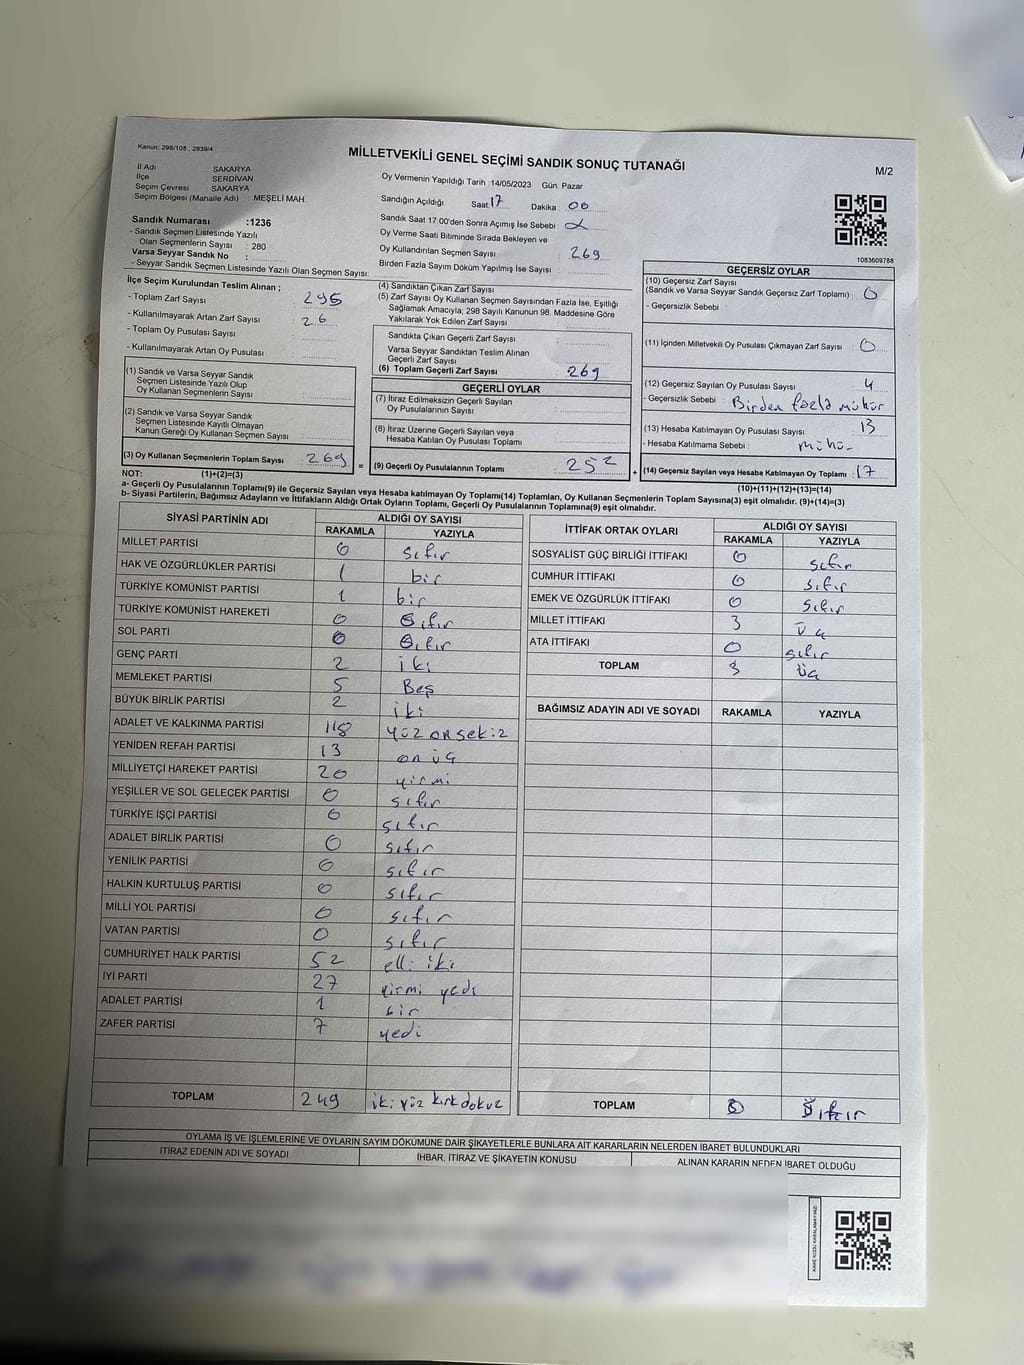 Kanun: 298/105 , 2839/4
MİLLETVEKİLİ GENEL SEÇİMİ SANDIK SONUÇ TUTANAĞI
M/2
İl Adı SAKARYA
İlçe SERDİVAN
Seçim Çevresi SAKARYA
Seçim Bölgesi (Mahalle Adı) : MEŞELİ MAH.
Oy Vermenin Yapıldığı Tarih :14/05/2023 Gün: Pazar
Sandığın Açıldığı Saat: 17 Dakika : 00
Sandık Numarası :1236
- Sandık Seçmen Listesinde Yazılı
Olan Seçmenlerin Sayısı : 280
Varsa Seyyar Sandık No :
- Seyyar Sandık Seçmen Listesinde Yazılı Olan Seçmen Sayısı:
Sandık Saat 17:00'den Sonra Açımış İse Sebebi :
Oy Verme Saati Bitiminde Sırada Bekleyen ve
Oy Kullandırılan Seçmen Sayısı : 269
Birden Fazla Sayım Döküm Yapılmış İse Sayısı :
1083609788
İlçe Seçim Kurulundan Teslim Alınan ;
- Toplam Zarf Sayısı : 295
- Kullanılmayarak Artan Zarf Sayısı : 26
- Toplam Oy Pusulası Sayısı :
- Kullanılmayarak Artan Oy Pusulası :
(1) Sandık ve Varsa Seyyar Sandık
Seçmen Listesinde Yazılı Olup
Oy Kullanan Seçmenlerin Sayısı :
(2) Sandık ve Varsa Seyyar Sandık
Seçmen Listesinde Kayıtlı Olmayan
Kanun Gereği Oy Kullanan Seçmen Sayısı :
(3) Oy Kullanan Seçmenlerin Toplam Sayısı : 269
(4) Sandıktan Çıkan Zarf Sayısı :
(5) Zarf Sayısı Oy Kullanan Seçmen Sayısından Fazla İse, Eşitliği
Sağlamak Amacıyla; 298 Sayılı Kanunun 98. Maddesine Göre
Yakılarak Yok Edilen Zarf Sayısı :
Sandıkta Çıkan Geçerli Zarf Sayısı :
Varsa Seyyar Sandıktan Teslim Alınan
Geçerli Zarf Sayısı :
(6) Toplam Geçerli Zarf Sayısı : 269
GEÇERLİ OYLAR
(7) İtiraz Edilmeksizin Geçerli Sayılan
Oy Pusulalarının Sayısı :
(8) İtiraz Üzerine Geçerli Sayılan veya
Hesaba Katılan Oy Pusulası Toplamı :
= (9) Geçerli Oy Pusulalarının Toplamı : 252
GEÇERSİZ OYLAR
(10) Geçersiz Zarf Sayısı
(Sandık ve Varsa Seyyar Sandık Geçersiz Zarf Toplamı) : 0
- Geçersizlik Sebebi :
(11) İçinden Milletvekili Oy Pusulası Çıkmayan Zarf Sayısı : 0
(12) Geçersiz Sayılan Oy Pusulası Sayısı : 4
- Geçersizlik Sebebi : Birden fazla mühür
(13) Hesaba Katılmayan Oy Pusulası Sayısı : 13
- Hesaba Katılmama Sebebi :
+ (14) Geçersiz Sayılan veya Hesaba Katılmayan Oy Toplamı : 17
NOT: (1)+(2)=(3)
(10)+(11)+(12)+(13)=(14)
a- Geçerli Oy Pusulalarının Toplamı(9) ile Geçersiz Sayılan veya Hesaba katılmayan Oy Toplamı(14) Toplamları, Oy Kullanan Seçmenlerin Toplam Sayısına(3) eşit olmalıdır. (9)+(14)=(3)
b- Siyasi Partilerin, Bağımsız Adayların ve İttifakların Aldığı Ortak Oyların Toplamı, Geçerli Oy Pusulalarının Toplamına(9) eşit olmalıdır.
SİYASİ PARTİNİN ADI ALDIĞI OY SAYISI
RAKAMLA YAZIYLA
MİLLET PARTİSİ 0 sıfır
HAK VE ÖZGÜRLÜKLER PARTİSİ 1 bir
TÜRKİYE KOMÜNİST PARTİSİ 1 bir
TÜRKİYE KOMÜNİST HAREKETİ 0 sıfır
SOL PARTİ 0 sıfır
GENÇ PARTİ 2 iki
MEMLEKET PARTİSİ 5 Beş
BÜYÜK BİRLİK PARTİSİ 2 iki
ADALET VE KALKINMA PARTİSİ 118 yüz onsekiz
YENİDEN REFAH PARTİSİ 13 on üç
MİLLİYETÇİ HAREKET PARTİSİ 20 yirmi
YEŞİLLER VE SOL GELECEK PARTİSİ 0 sıfır
TÜRKİYE İŞÇİ PARTİSİ 0 sıfır
ADALET BİRLİK PARTİSİ 0 sıfır
YENİLİK PARTİSİ 0 sıfır
HALKIN KURTULUŞ PARTİSİ 0 sıfır
MİLLİ YOL PARTİSİ 0 sıfır
VATAN PARTİSİ 0 sıfır
CUMHURİYET HALK PARTİSİ 52 elli iki
İYİ PARTİ 27 yirmi yedi
ADALET PARTİSİ 1 bir
ZAFER PARTİSİ 7 yedi
TOPLAM 249 iki yüz kırk dokuz
İTTİFAK ORTAK OYLARI ALDIĞI OY SAYISI
RAKAMLA YAZIYLA
SOSYALİST GÜÇ BİRLİĞİ İTTİFAKI 0 sıfır
CUMHUR İTTİFAKI 0 sıfır
EMEK VE ÖZGÜRLÜK İTTİFAKI 0 sıfır
MİLLET İTTİFAKI 3 üç
ATA İTTİFAKI 0 sıfır
TOPLAM 3 üç
BAĞIMSIZ ADAYIN ADI VE SOYADI RAKAMLA YAZIYLA
TOPLAM sıfır
OYLAMA İŞ VE İŞLEMLERİNE VE OYLARIN SAYIM DÖKÜMÜNE DAİR ŞİKAYETLERLE BUNLARA AİT KARARLARIN NELERDEN İBARET BULUNDUKLARI
İTİRAZ EDENİN ADI VE SOYADI İHBAR, İTİRAZ VE ŞİKAYETİN KONUSU ALINAN KARARIN NEDEN İBARET OLDUĞU
KARE KODU KARALAMAYINIZ!